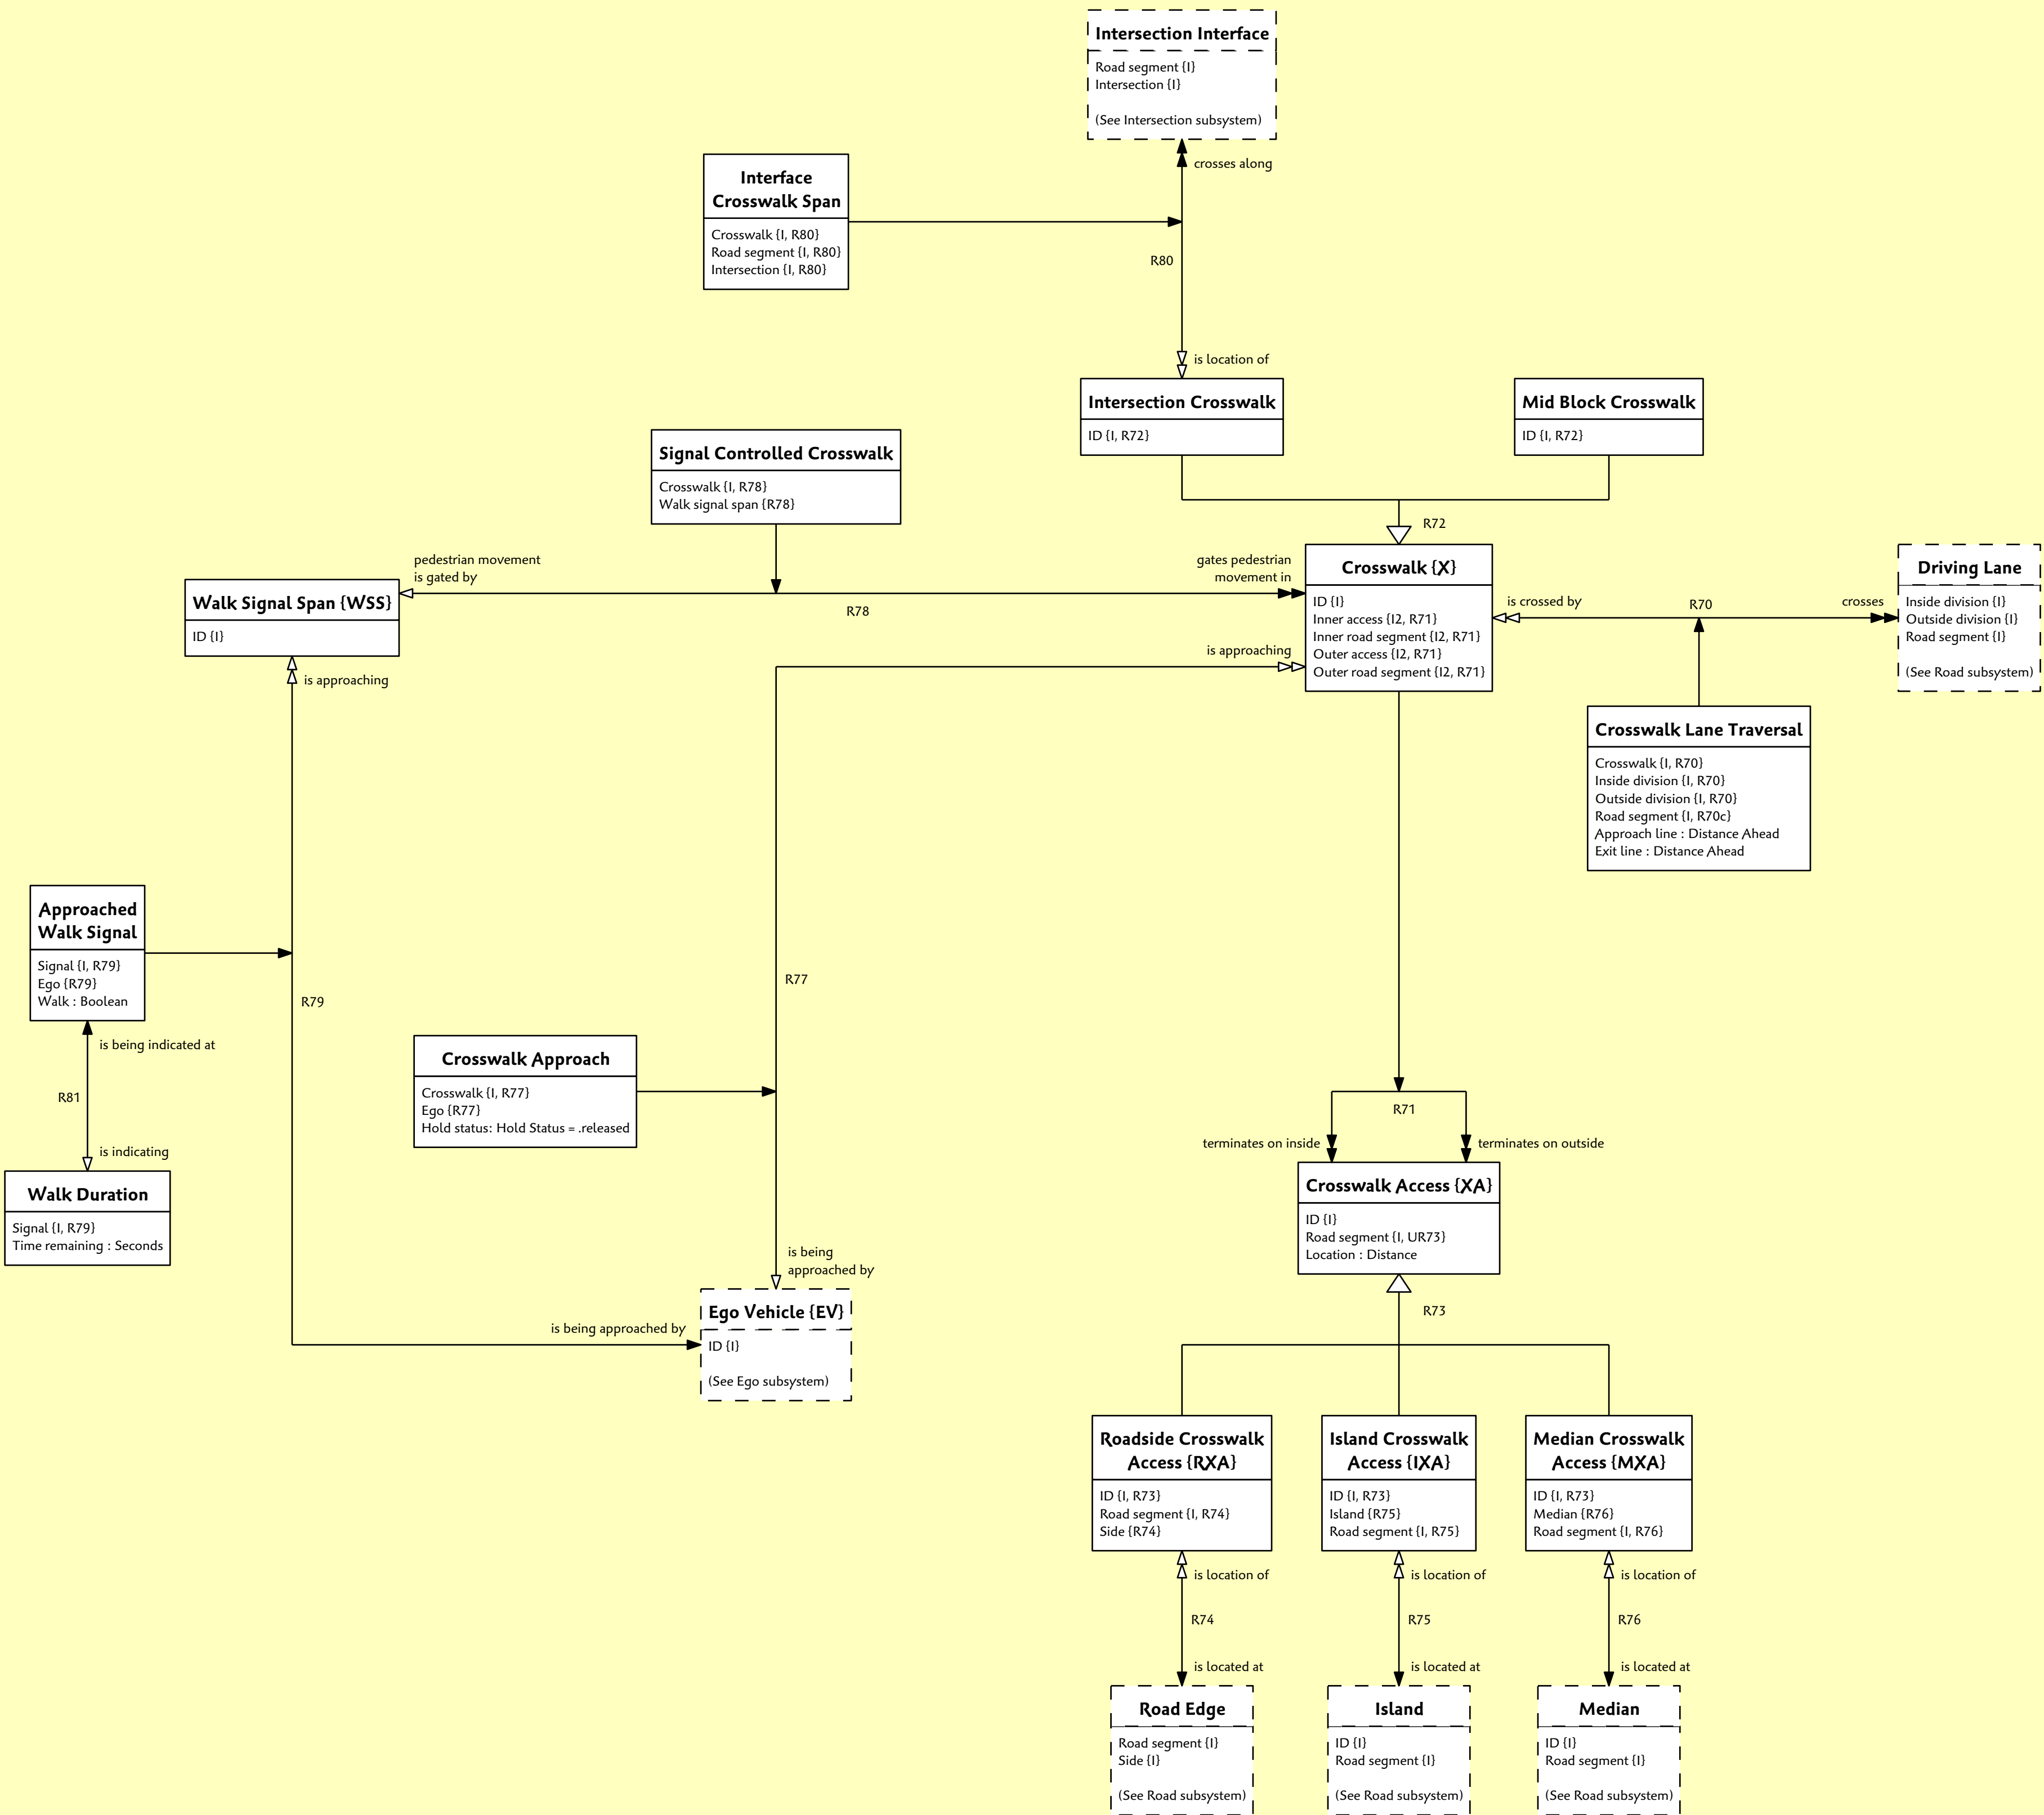 Intersection Interface
Road segment {I}
Intersection {I}
(See Intersection subsystem)
crosses along
Interface
Crosswalk Span
Crosswalk {I, R80}
Road segment {I, R80}
Intersection {I, R80}
R80
is location of
Intersection Crosswalk
ID {I, R72}
Mid Block Crosswalk
ID {I, R72}
Signal Controlled Crosswalk
Crosswalk {I, R78}
Walk signal span {R78}
R72
pedestrian movement
is gated by
gates pedestrian
movement in
R78
Walk Signal Span {WSS}
ID {I}
Crosswalk {X}
ID {I}
Inner access {I2, R71}
Inner road segment {I2, R71}
Outer access {I2, R71}
Outer road segment {I2, R71}
is crossed by
R70
crosses
Driving Lane
Inside division {I}
Outside division {I}
Road segment {I}
(See Road subsystem)
is approaching
is approaching
Crosswalk Lane Traversal
Crosswalk {I, R70}
Inside division {I, R70}
Outside division {I, R70}
Road segment {I, R70c}
Approach line : Distance Ahead
Exit line : Distance Ahead
Approached
Walk Signal
Signal {I, R79}
Ego {R79}
Walk : Boolean
R79
R77
is being indicated at
R81
is indicating
Crosswalk Approach
Crosswalk {I, R77}
Ego {R77}
Hold status: Hold Status = .released
Walk Duration
Signal {I, R79}
Time remaining : Seconds
R71
terminates on inside
terminates on outside
Crosswalk Access {XA}
ID {I}
Road segment {I, UR73}
Location : Distance
is being
approached by
is being approached by
Ego Vehicle {EV}
ID {I}
(See Ego subsystem)
R73
Roadside Crosswalk
Access {RXA}
ID {I, R73}
Road segment {I, R74}
Side {R74}
Island Crosswalk
Access {IXA}
ID {I, R73}
Island {R75}
Road segment {I, R75}
Median Crosswalk
Access {MXA}
ID {I, R73}
Median {R76}
Road segment {I, R76}
is location of
R74
is located at
is location of
R75
is located at
is location of
R76
is located at
Road Edge
Road segment {I}
Side {I}
(See Road subsystem)
Island
ID {I}
Road segment {I}
(See Road subsystem)
Median
ID {I}
Road segment {I}
(See Road subsystem)